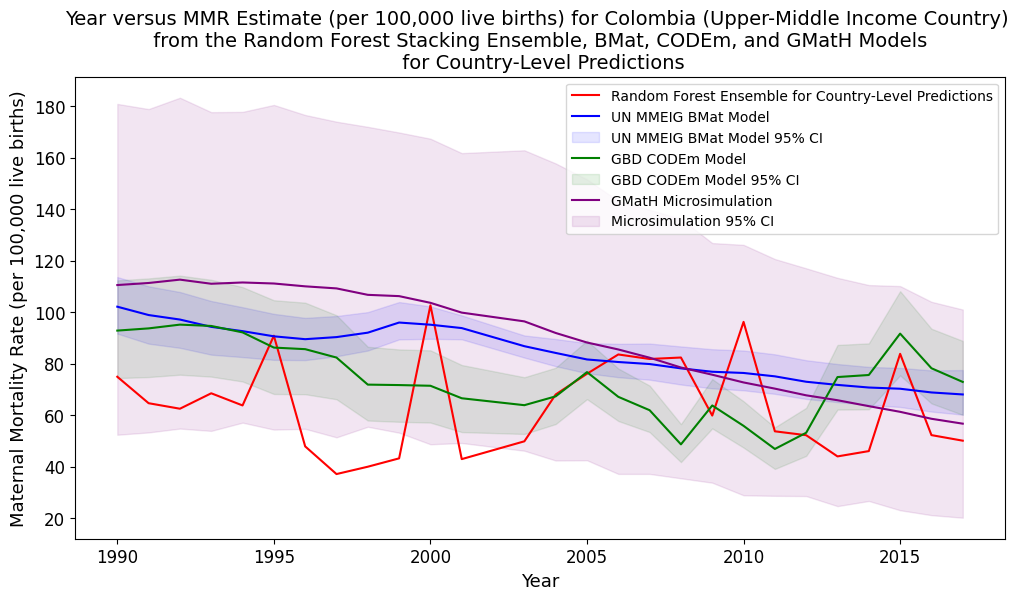 Year versus MMR Estimate (per 100,000 live births) for Colombia (Upper-Middle Income Country)
from the Random Forest Stacking Ensemble, BMat, CODEm, and GMatH Models
for Country-Level Predictions
Maternal Mortality Rate (per 100,000 live births)
180
160
140
120
100
80
60
40
20
Random Forest Ensemble for Country-Level Predictions
UN MMEIG BMat Model
UN MMEIG BMat Model 95% CI
GBD CODEm Model
GBD CODEm Model 95% CI
GMatH Microsimulation
Microsimulation 95% CI
1990
1995
2000
2005
2010
2015
Year